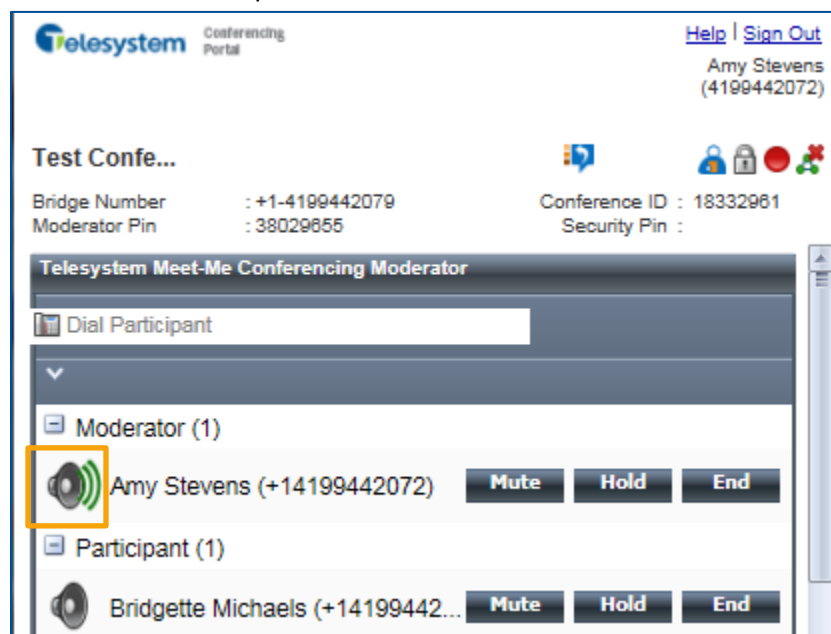 Telesystem Conferencing Portal
Help | Sign Out
Amy Stevens
(4199442072)
Test Confe...
Bridge Number : +1-4199442079 Conference ID : 18332961
Moderator Pin : 38029655 Security Pin :
Telesystem Meet-Me Conferencing Moderator
Dial Participant
Moderator (1)
Amy Stevens (+14199442072) Mute Hold End
Participant (1)
Bridgette Michaels (+14199442... Mute Hold End